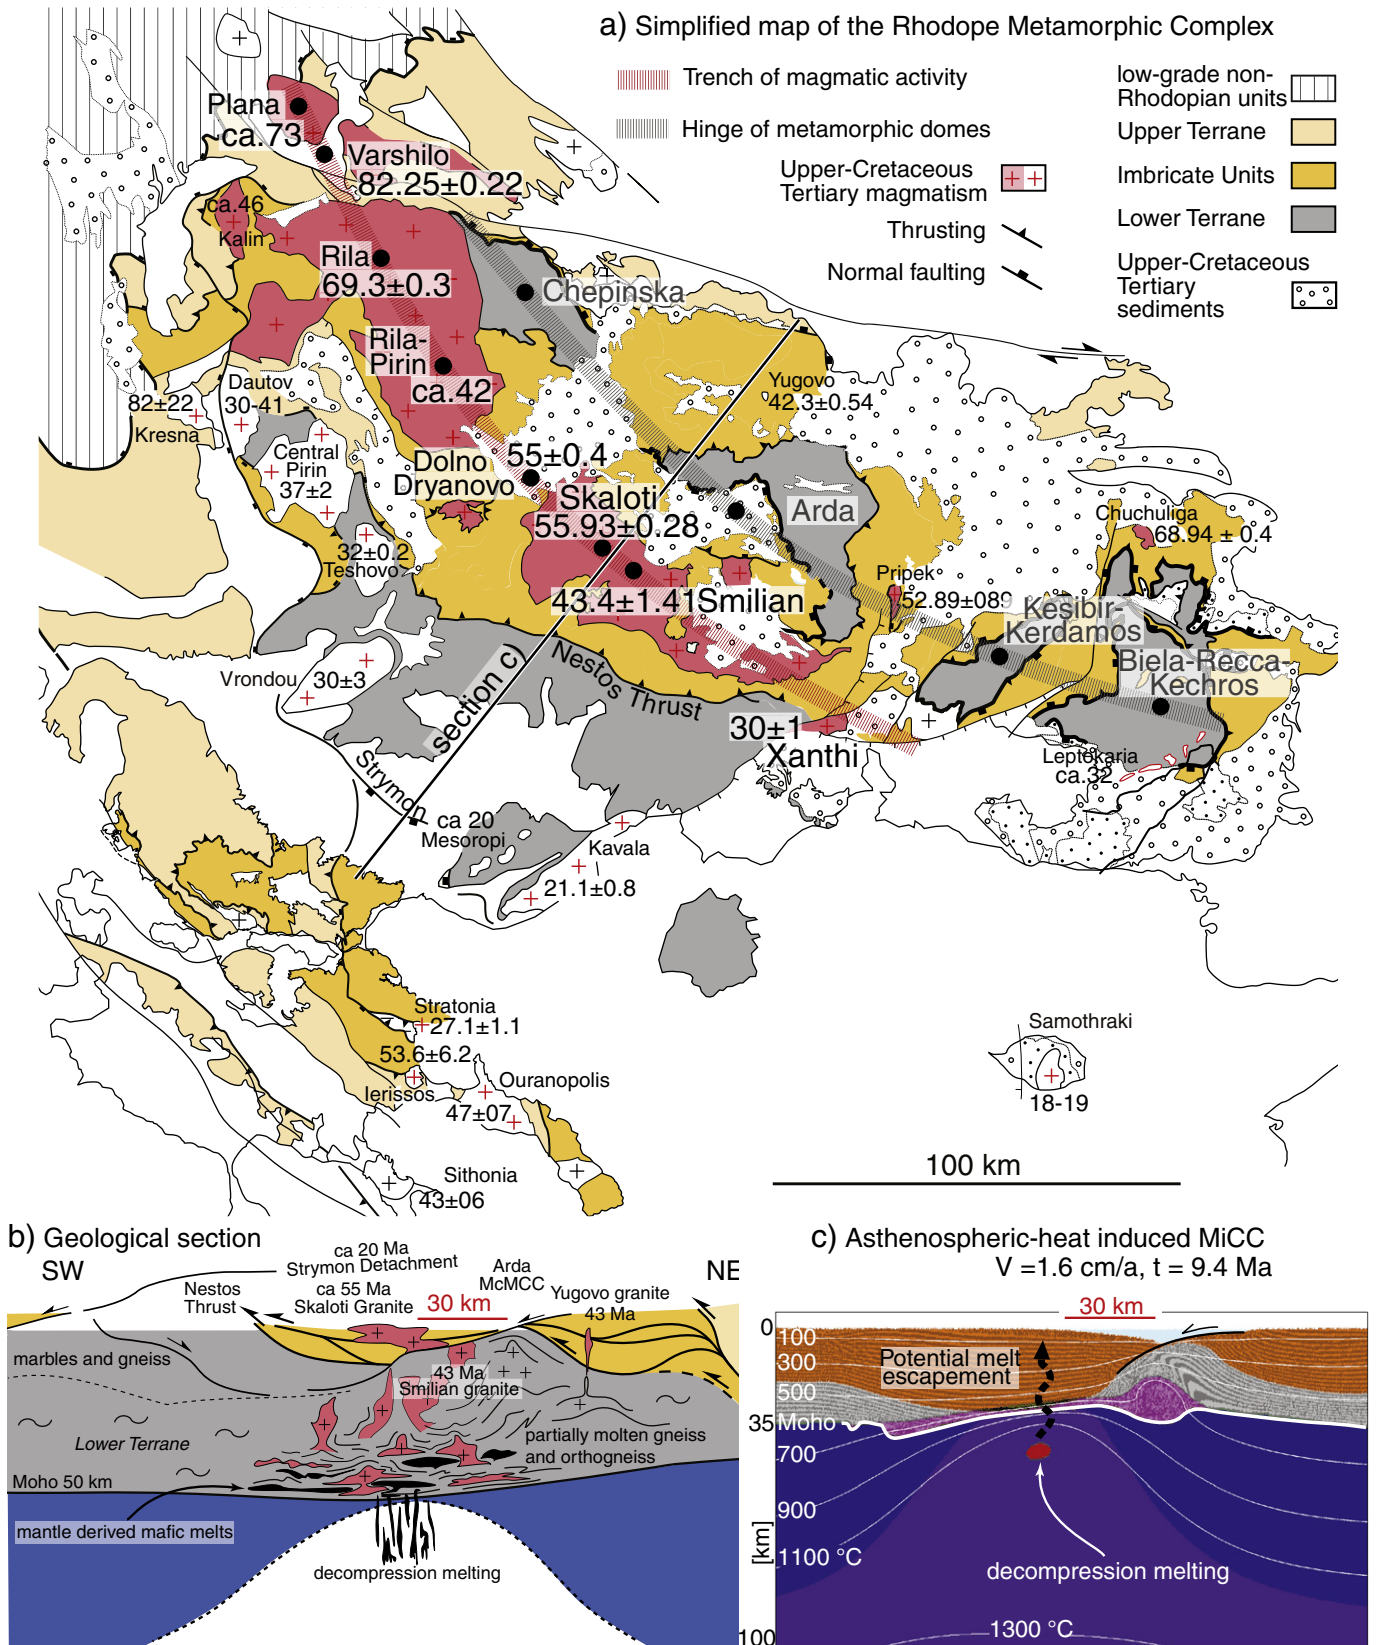 a) Simplified map of the Rhodope Metamorphic Complex
Trench of magmatic activity
Hinge of metamorphic domes
Upper-Cretaceous
Tertiary magmatism
Thrusting
Normal faulting
low-grade non-
Rhodopian units
Upper Terrane
Imbricate Units
Lower Terrane
Upper-Cretaceous
Tertiary
sediments
Plana
ca.73
Varshilo
82.25±0.22
ca.46
Kalin
Rila
69.3±0.3
Chepinska
Rila-
Pirin
ca.42
Yugovo
42.3±0.54
Dautov
30-41
82±22
Kresna
Central
Pirin
37±2
Dolno
Dryanovo
55±0.4
Skaloti
55.93±0.28
Arda
Chuchuliga
68.94 ± 0.4
32±0.2
Teshovo
Pripek
52.89±089
43.4±1.41
Smilian
Kesibir-
Kerdamos
Biela-Recca-
Kechros
Nestos Thrust
Vrondou
30±3
section c)
30±1
Xanthi
Leptokaria
ca.32
Strymon
ca 20
Mesoropi
Kavala
21.1±0.8
Stratonia
27.1±1.1
53.6±6.2
Ierissos
Ouranopolis
47±07
Samothraki
18-19
Sithonia
43±06
100 km
b) Geological section
SW
NE
ca 20 Ma
Strymon Detachment
Nestos
Thrust
ca 55 Ma
Skaloti Granite
30 km
Arda
McMCC
Yugovo granite
43 Ma
marbles and gneiss
43 Ma
Smilian granite
Lower Terrane
partially molten gneiss
and orthogneiss
Moho 50 km
mantle derived mafic melts
decompression melting
c) Asthenospheric-heat induced MiCC
V =1.6 cm/a, t = 9.4 Ma
30 km
0
100
300
500
35
Moho
700
900
1100 °C
1300 °C
[km]
100
Potential melt
escapement
decompression melting